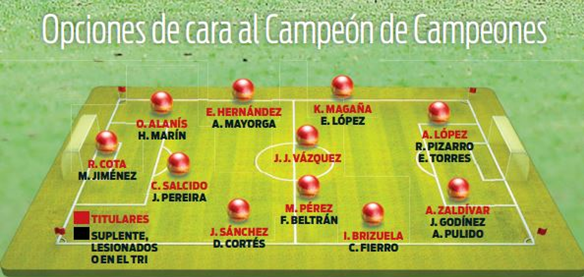 Opciones de cara al Campeón de Campeones
O. ALANÍS
H. MARÍN
E. HERNÁNDEZ
A. MAYORGA
K. MAGAÑA
E. LÓPEZ
A. LÓPEZ
R. PIZARRO
E. TORRES
R. COTA
M. JIMÉNEZ
J. J. VÁZQUEZ
C. SALCIDO
J. PEREIRA
J. SÁNCHEZ
D. CORTÉS
M. PÉREZ
F. BELTRÁN
I. BRIZUELA
C. FIERRO
A. ZALDÍVAR
J. GODÍNEZ
A. PULIDO
TITULARES
SUPLENTE,
LESIONADOS
O EN EL TRI